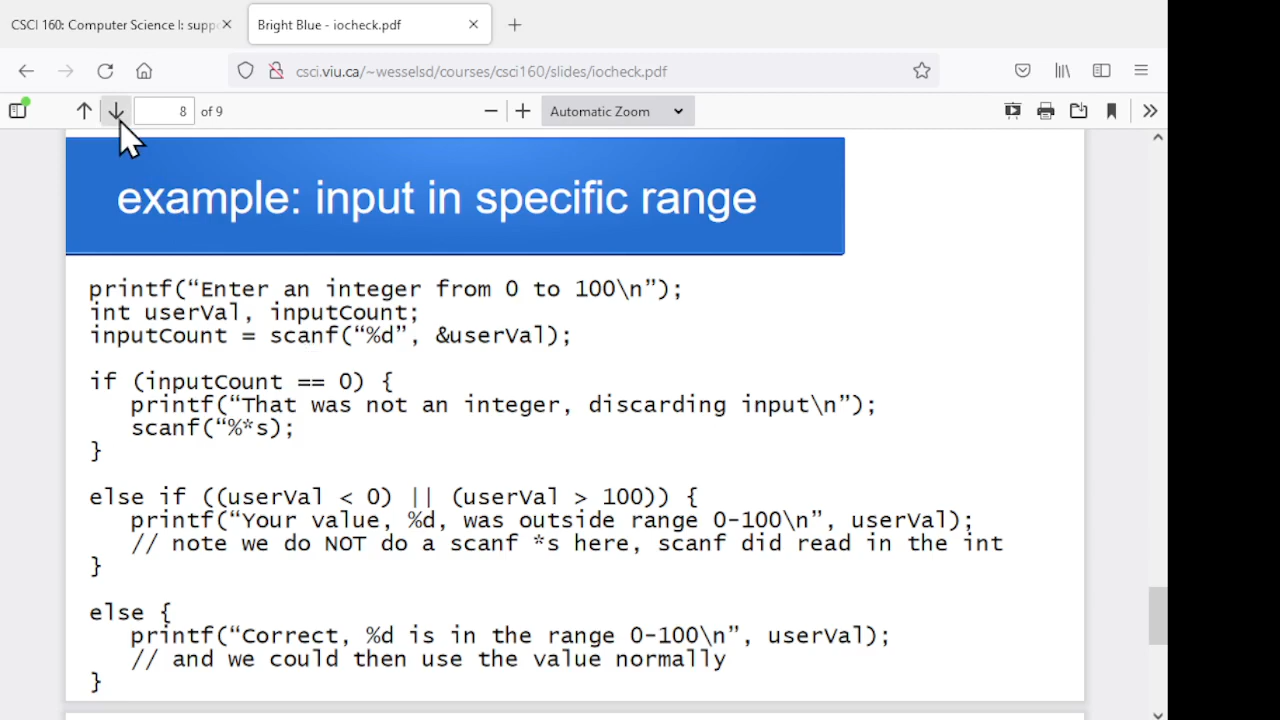 CSCI 160: Computer Science I: supp
Bright Blue - iocheck.pdf
csci.viu.ca/~wesselsd/courses/csci160/slides/iocheck.pdf
8 of 9
Automatic Zoom
example: input in specific range
printf(“Enter an integer from 0 to 100\n”);
int userVal, inputCount;
inputCount = scanf(“%d”, &userVal);
if (inputCount == 0) {
printf(“That was not an integer, discarding input\n”);
scanf(“%*s);
}
else if ((userVal < 0) || (userVal > 100)) {
printf(“Your value, %d, was outside range 0-100\n”, userVal);
// note we do NOT do a scanf *s here, scanf did read in the int
}
else {
printf(“Correct, %d is in the range 0-100\n”, userVal);
// and we could then use the value normally
}